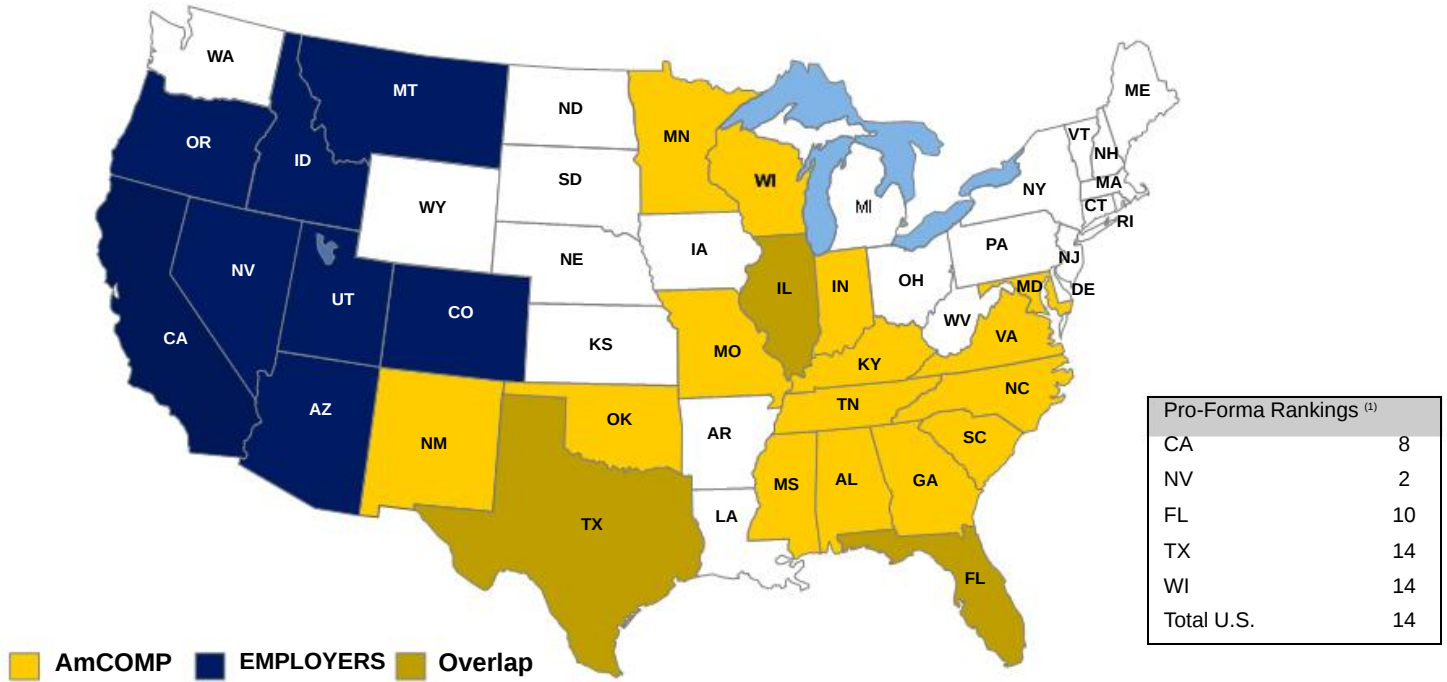 WA
MT
ND
MN
ME
OR
ID
VT
NH
WI
SD
NY
MA
WY
MI
CT
RI
IA
PA
NE
NJ
NV
OH
IL
IN
MD
DE
UT
CO
WV
CA
KS
MO
VA
KY
NC
AZ
TN
OK
AR
SC
NM
MS
AL
GA
LA
TX
FL
Pro-Forma Rankings (1)
CA 8
NV 2
FL 10
TX 14
WI 14
Total U.S. 14
AmCOMP EMPLOYERS Overlap